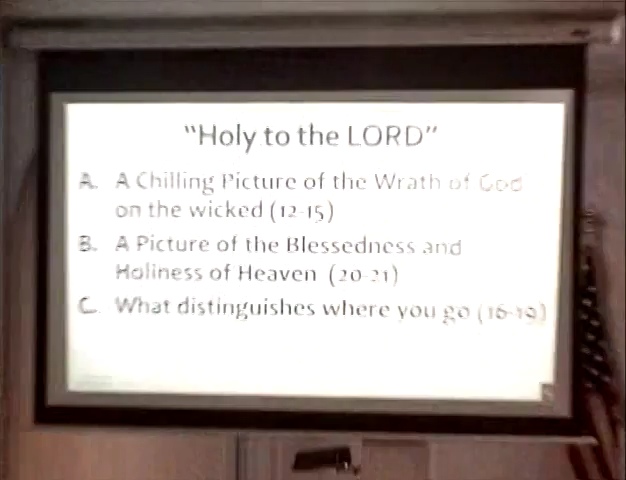 "Holy to the LORD"
A. A Chilling Picture of the Wrath of God
on the wicked (12-15)
B. A Picture of the Blessedness and
Holiness of Heaven (20-21)
C. What distinguishes where you go (16-19)